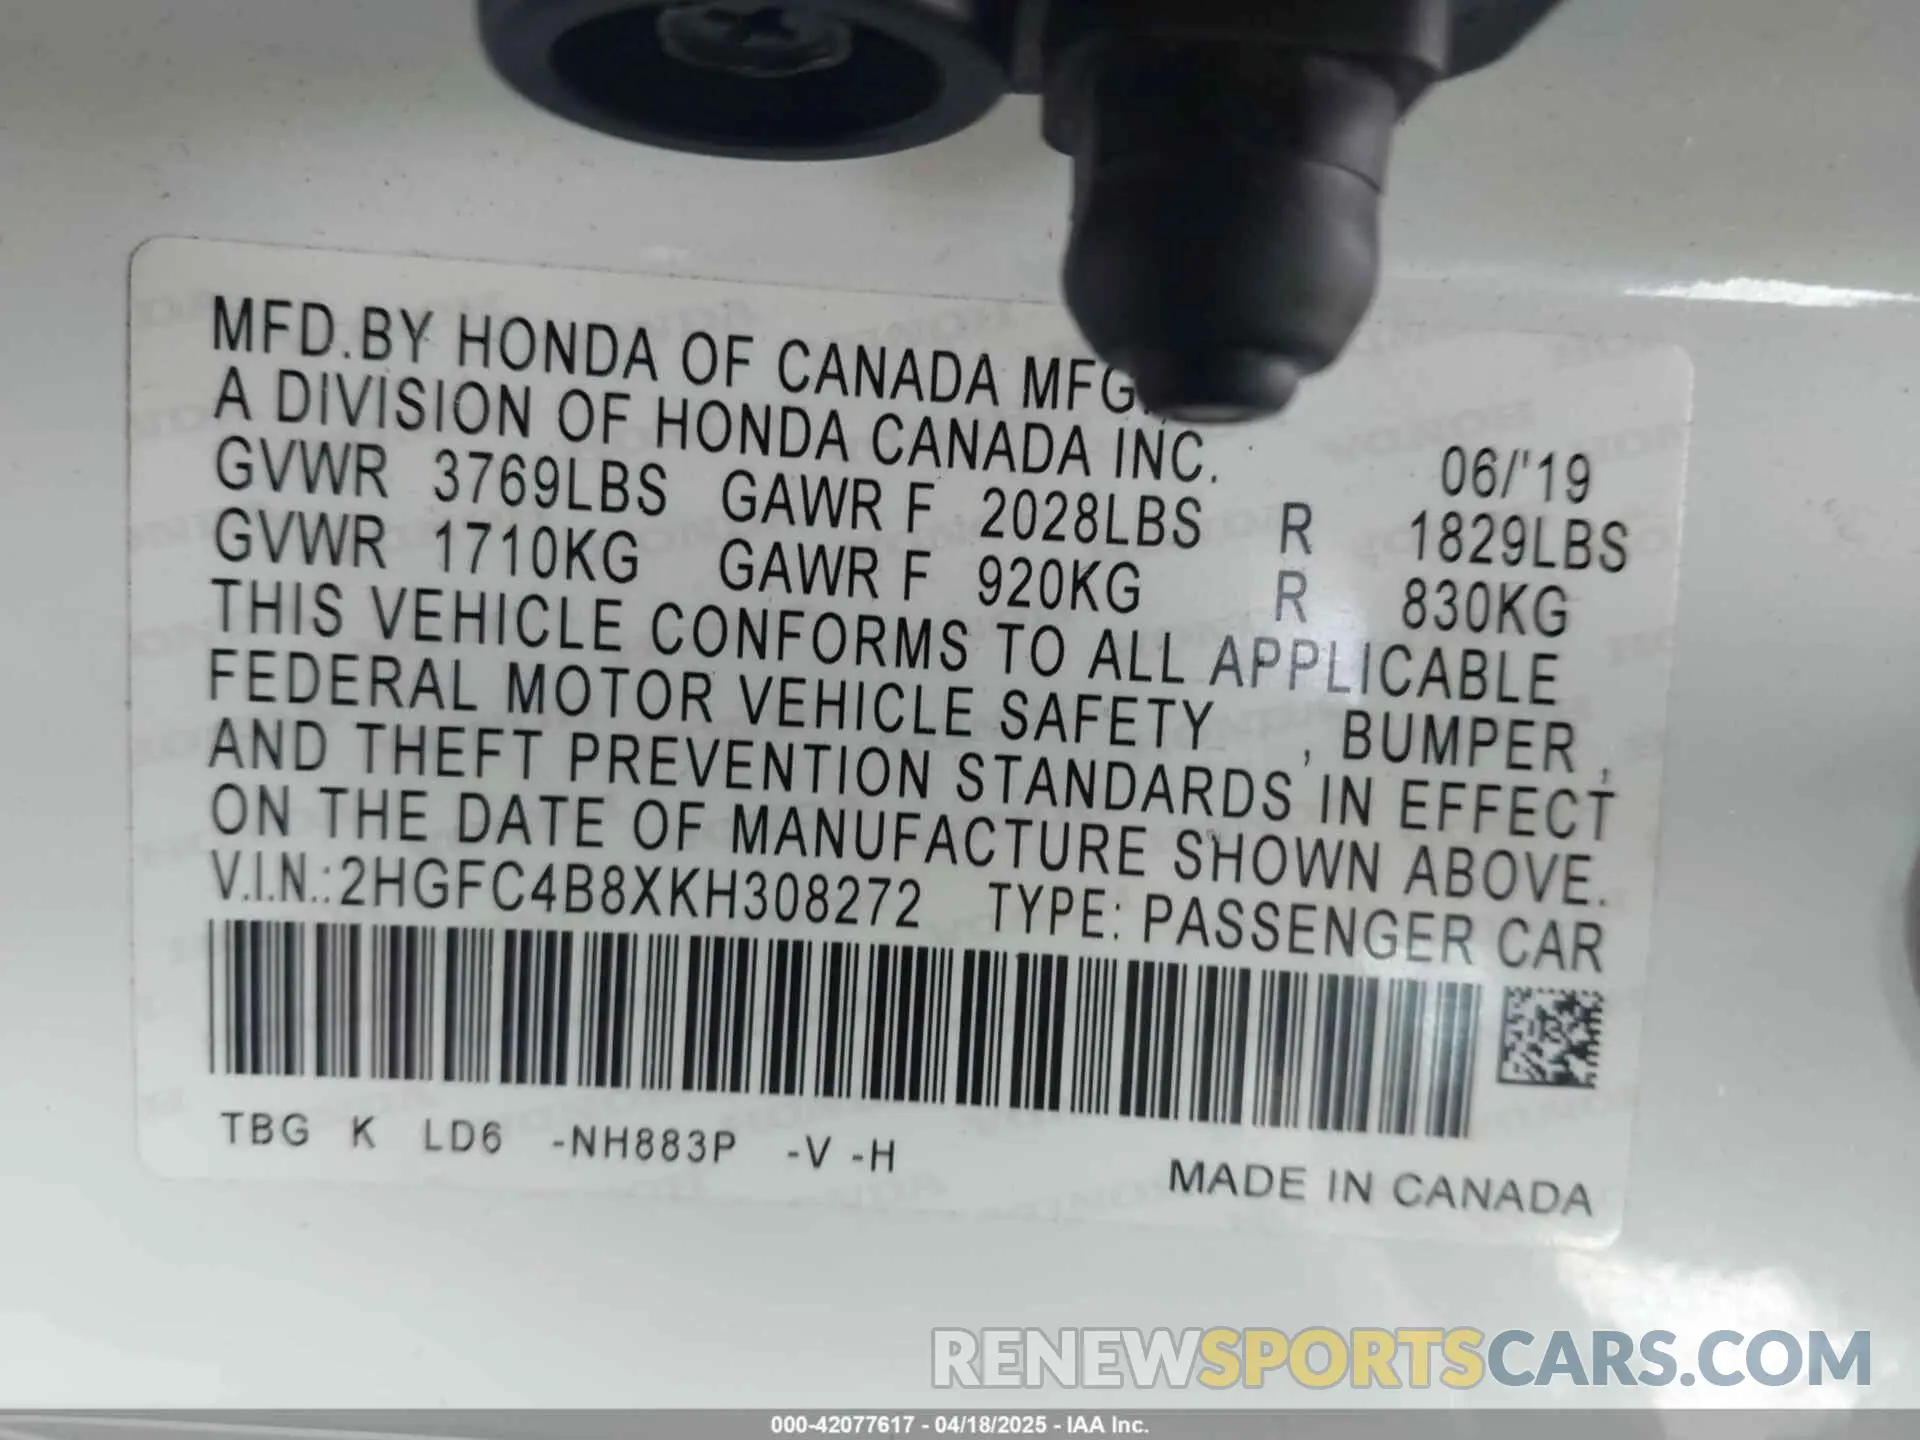 MFD.BY HONDA OF CANADA MFG.
A DIVISION OF HONDA CANADA INC. 06/'19
GVWR 3769LBS GAWR F 2028LBS R 1829LBS
GVWR 1710KG GAWR F 920KG R 830KG
THIS VEHICLE CONFORMS TO ALL APPLICABLE
FEDERAL MOTOR VEHICLE SAFETY , BUMPER ,
AND THEFT PREVENTION STANDARDS IN EFFECT
ON THE DATE OF MANUFACTURE SHOWN ABOVE.
V.I.N.:2HGFC4B8XKH308272 TYPE: PASSENGER CAR
TBG K LD6 -NH883P -V -H
MADE IN CANADA
RENEWSPORTSCARS.COM
000-42077617 - 04/18/2025 - IAA Inc.